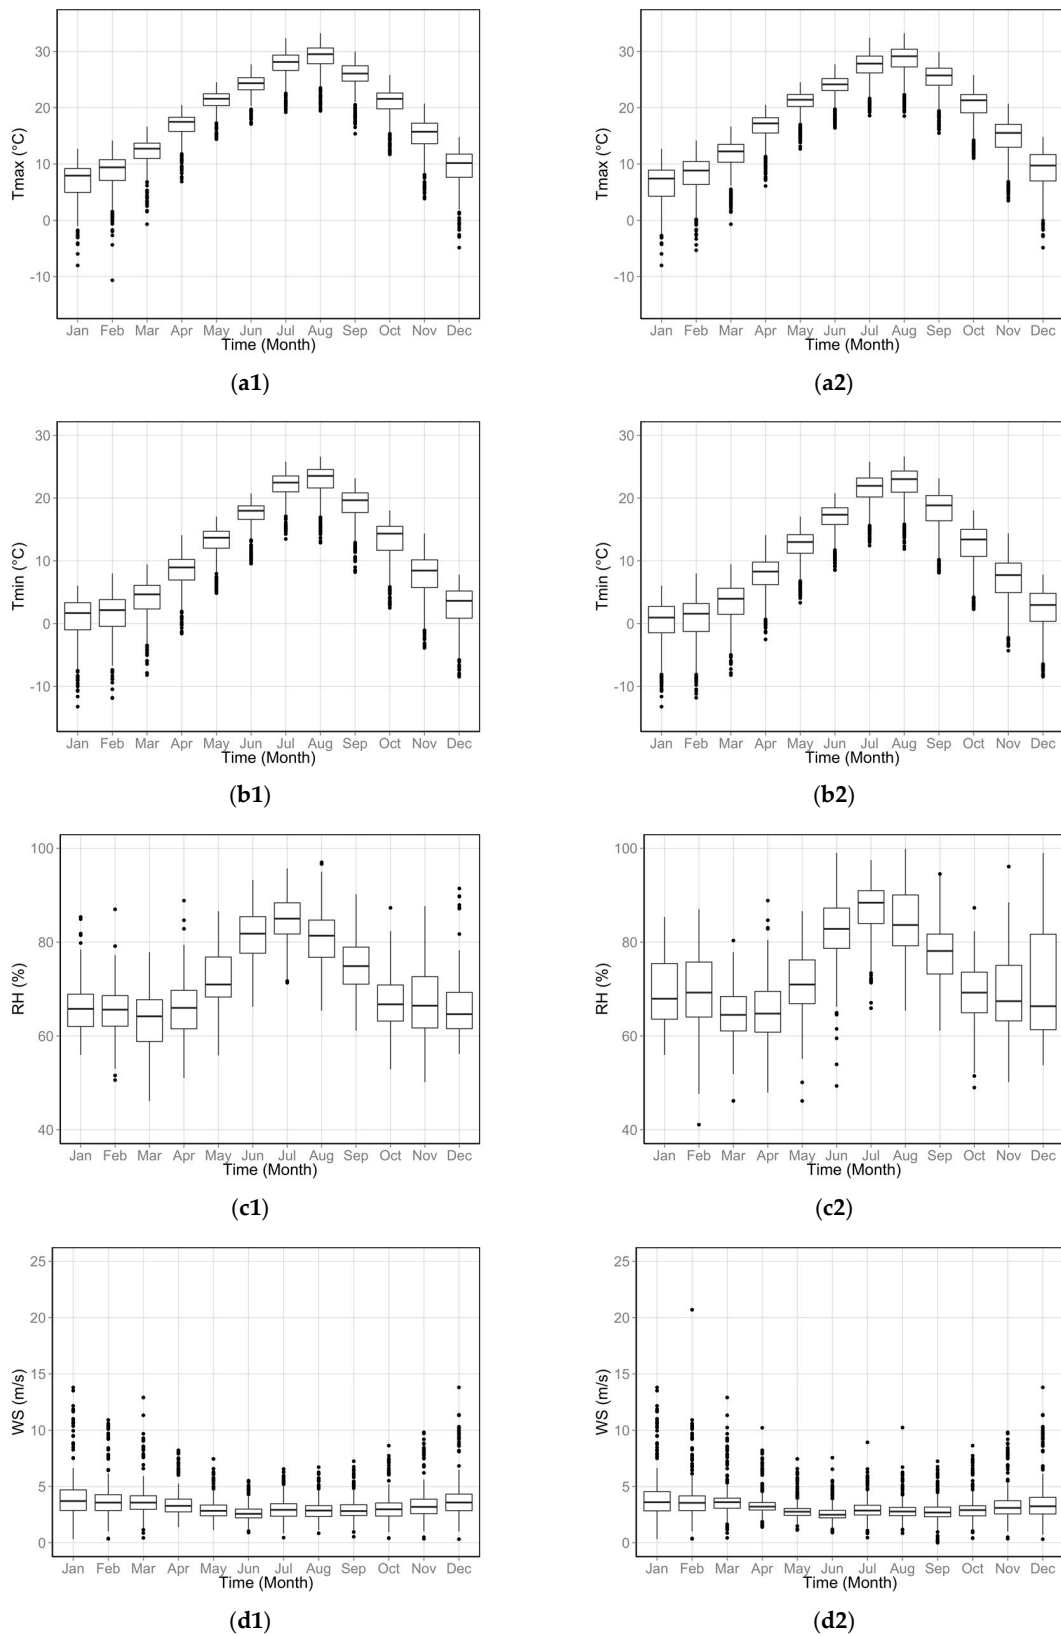 30
20
10
0
-10
Tmax (°C)
Jan Feb Mar Apr May Jun Jul Aug Sep Oct Nov Dec
Time (Month)
(a1)
30
20
10
0
-10
Tmax (°C)
Jan Feb Mar Apr May Jun Jul Aug Sep Oct Nov Dec
Time (Month)
(a2)
30
20
10
0
-10
Tmin (°C)
Jan Feb Mar Apr May Jun Jul Aug Sep Oct Nov Dec
Time (Month)
(b1)
30
20
10
0
-10
Tmin (°C)
Jan Feb Mar Apr May Jun Jul Aug Sep Oct Nov Dec
Time (Month)
(b2)
100
80
60
40
RH (%)
Jan Feb Mar Apr May Jun Jul Aug Sep Oct Nov Dec
Time (Month)
(c1)
100
80
60
40
RH (%)
Jan Feb Mar Apr May Jun Jul Aug Sep Oct Nov Dec
Time (Month)
(c2)
25
20
15
10
5
0
WS (m/s)
Jan Feb Mar Apr May Jun Jul Aug Sep Oct Nov Dec
Time (Month)
(d1)
25
20
15
10
5
0
WS (m/s)
Jan Feb Mar Apr May Jun Jul Aug Sep Oct Nov Dec
Time (Month)
(d2)